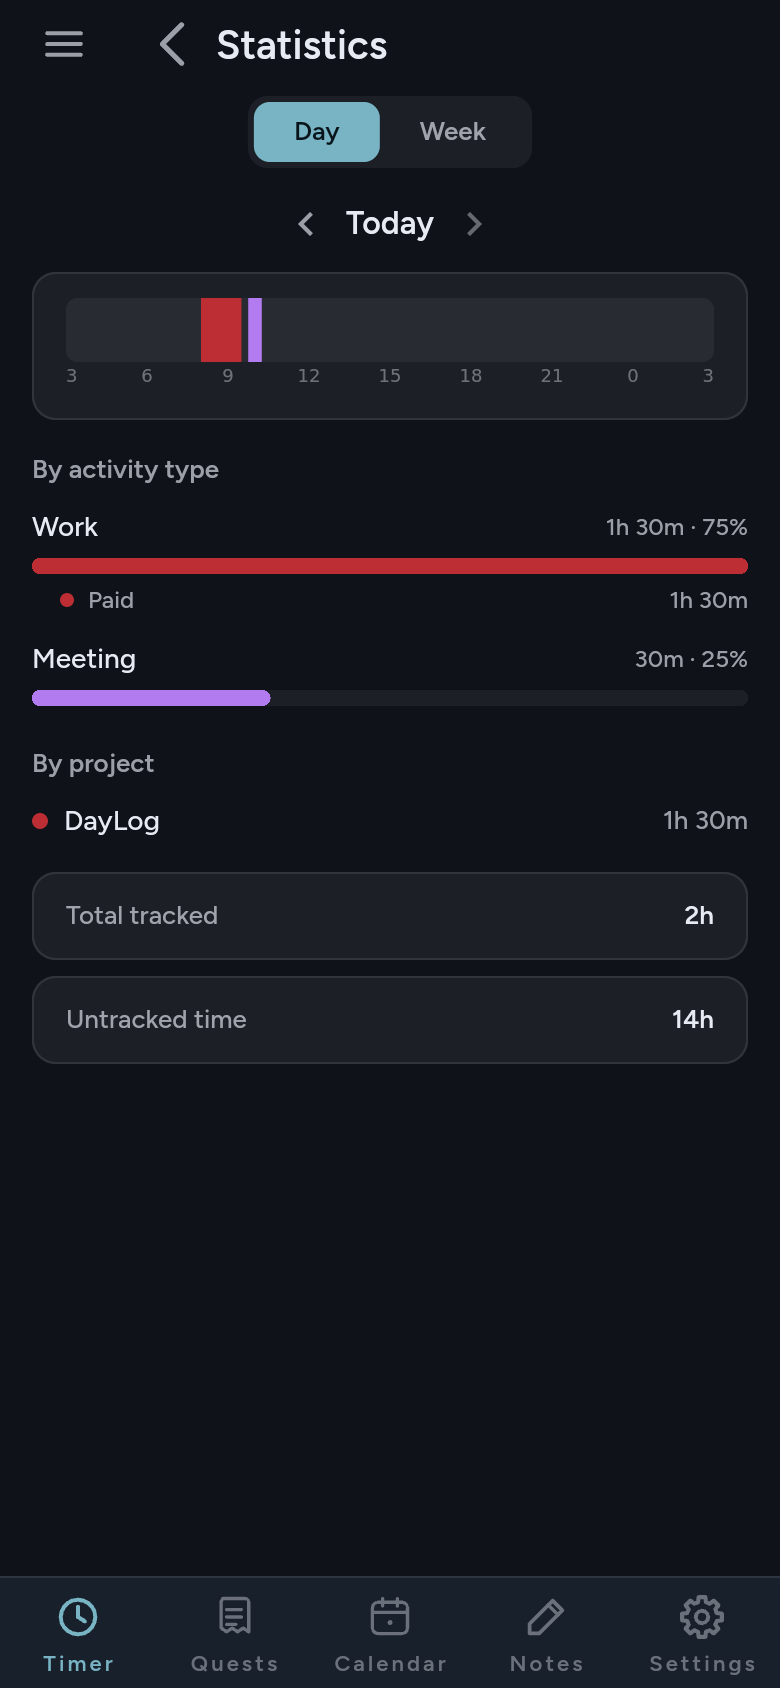 Statistics
Day Week
Today
3 6 9 12 15 18 21 0 3
By activity type
Work 1h 30m · 75%
Paid 1h 30m
Meeting 30m · 25%
By project
DayLog 1h 30m
Total tracked 2h
Untracked time 14h
Timer Quests Calendar Notes Settings